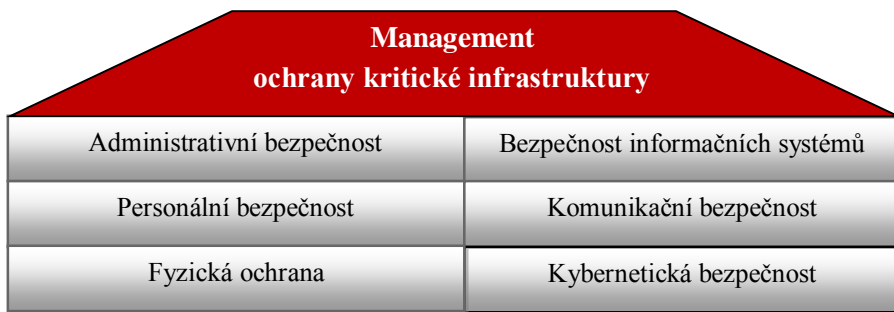 Management
ochrany kritické infrastruktury
Administrativní bezpečnost
Bezpečnost informačních systémů
Personální bezpečnost
Komunikační bezpečnost
Fyzická ochrana
Kybernetická bezpečnost